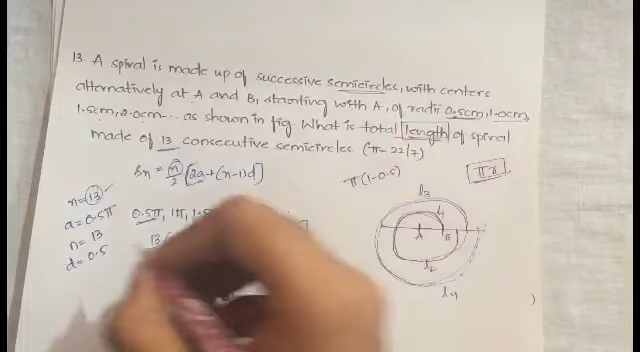 13. A spiral is made up of successive semicircles, with centers
alternatively at A and B, starting with A, of radii 0.5cm, 1.0cm,
1.5cm, 2.0cm... as shown in fig. What is total length of spiral
made of 13 consecutive semicircles (π=22/7)
Sn = n/2 [2a+(n-1)d]
π(1-0.5)
πr
n=13
a=0.5π
n=13
d=0.5
0.5π, 1π, 1.5
13
l3
l1
A
B
l2
l4